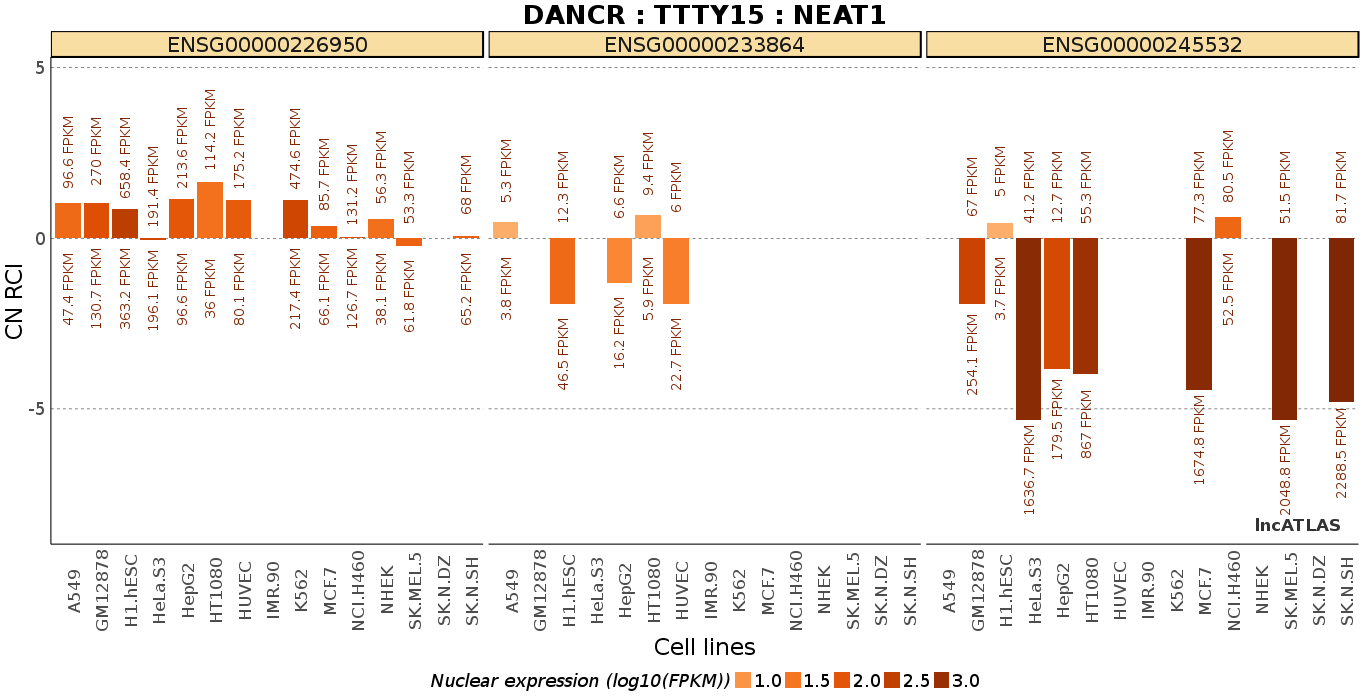 DANCR : TTTY15 : NEAT1
ENSG00000226950 ENSG00000233864 ENSG00000245532
5
0
-5
CN RCI
96.6 FPKM
270 FPKM
658.4 FPKM
191.4 FPKM
213.6 FPKM
114.2 FPKM
175.2 FPKM
474.6 FPKM
85.7 FPKM
131.2 FPKM
56.3 FPKM
53.3 FPKM
68 FPKM
47.4 FPKM
130.7 FPKM
363.2 FPKM
196.1 FPKM
96.6 FPKM
36 FPKM
80.1 FPKM
217.4 FPKM
66.1 FPKM
126.7 FPKM
38.1 FPKM
61.8 FPKM
65.2 FPKM
5.3 FPKM
12.3 FPKM
6.6 FPKM
9.4 FPKM
6 FPKM
3.8 FPKM
46.5 FPKM
16.2 FPKM
5.9 FPKM
22.7 FPKM
67 FPKM
5 FPKM
41.2 FPKM
12.7 FPKM
55.3 FPKM
77.3 FPKM
80.5 FPKM
51.5 FPKM
81.7 FPKM
254.1 FPKM
3.7 FPKM
1636.7 FPKM
179.5 FPKM
867 FPKM
1674.8 FPKM
52.5 FPKM
2048.8 FPKM
2288.5 FPKM
lncATLAS
A549
GM12878
H1.hESC
HeLa.S3
HepG2
HT1080
HUVEC
IMR.90
K562
MCF.7
NCI.H460
NHEK
SK.MEL.5
SK.N.DZ
SK.N.SH
A549
GM12878
H1.hESC
HeLa.S3
HepG2
HT1080
HUVEC
IMR.90
K562
MCF.7
NCI.H460
NHEK
SK.MEL.5
SK.N.DZ
SK.N.SH
A549
GM12878
H1.hESC
HeLa.S3
HepG2
HT1080
HUVEC
IMR.90
K562
MCF.7
NCI.H460
NHEK
SK.MEL.5
SK.N.DZ
SK.N.SH
Cell lines
Nuclear expression (log10(FPKM)) 1.0 1.5 2.0 2.5 3.0